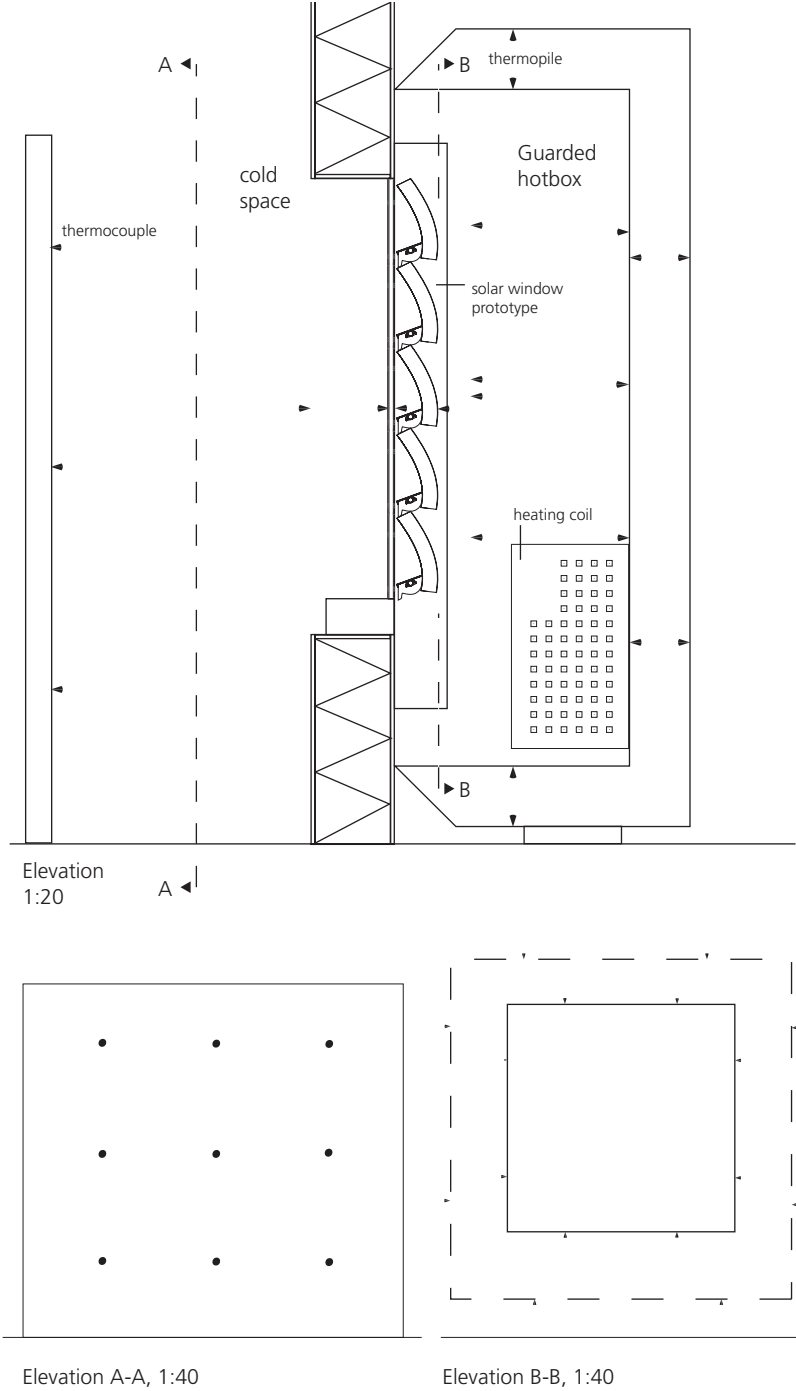 A
B
thermopile
cold
space
Guarded
hotbox
thermocouple
solar window
prototype
heating coil
B
Elevation
1:20
A
Elevation A-A, 1:40
Elevation B-B, 1:40